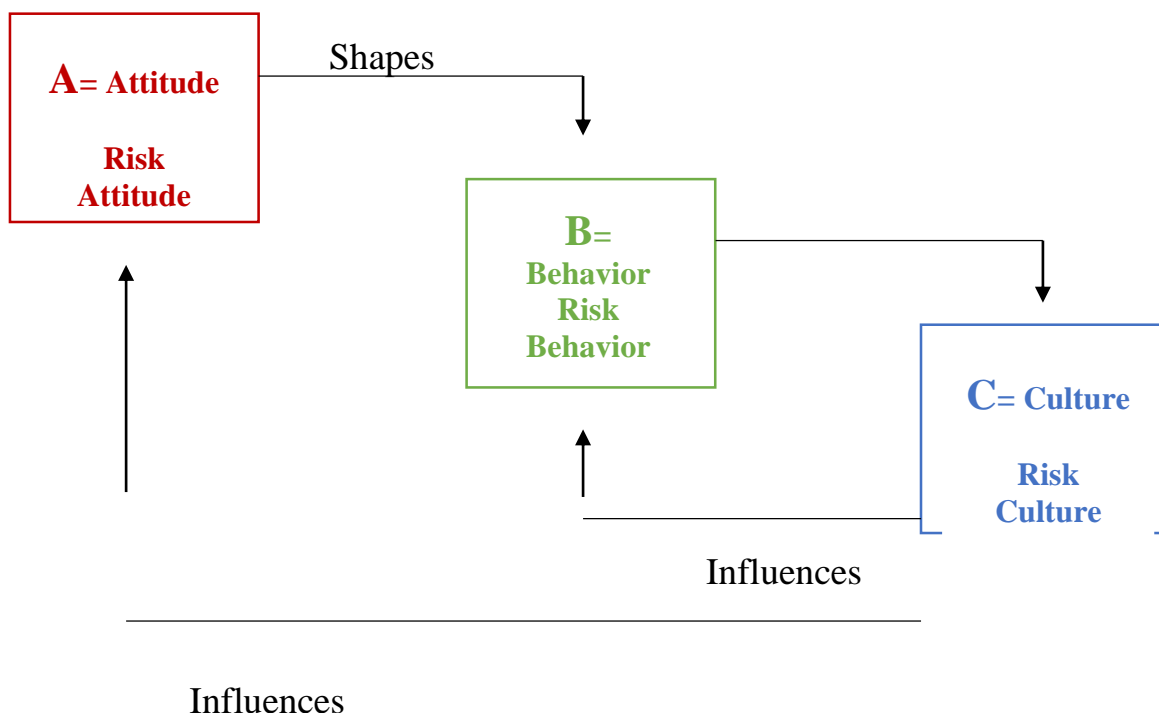 Shapes
A= Attitude
Risk
Attitude
B=
Behavior
Risk
Behavior
C= Culture
Risk
Culture
Influences
Influences